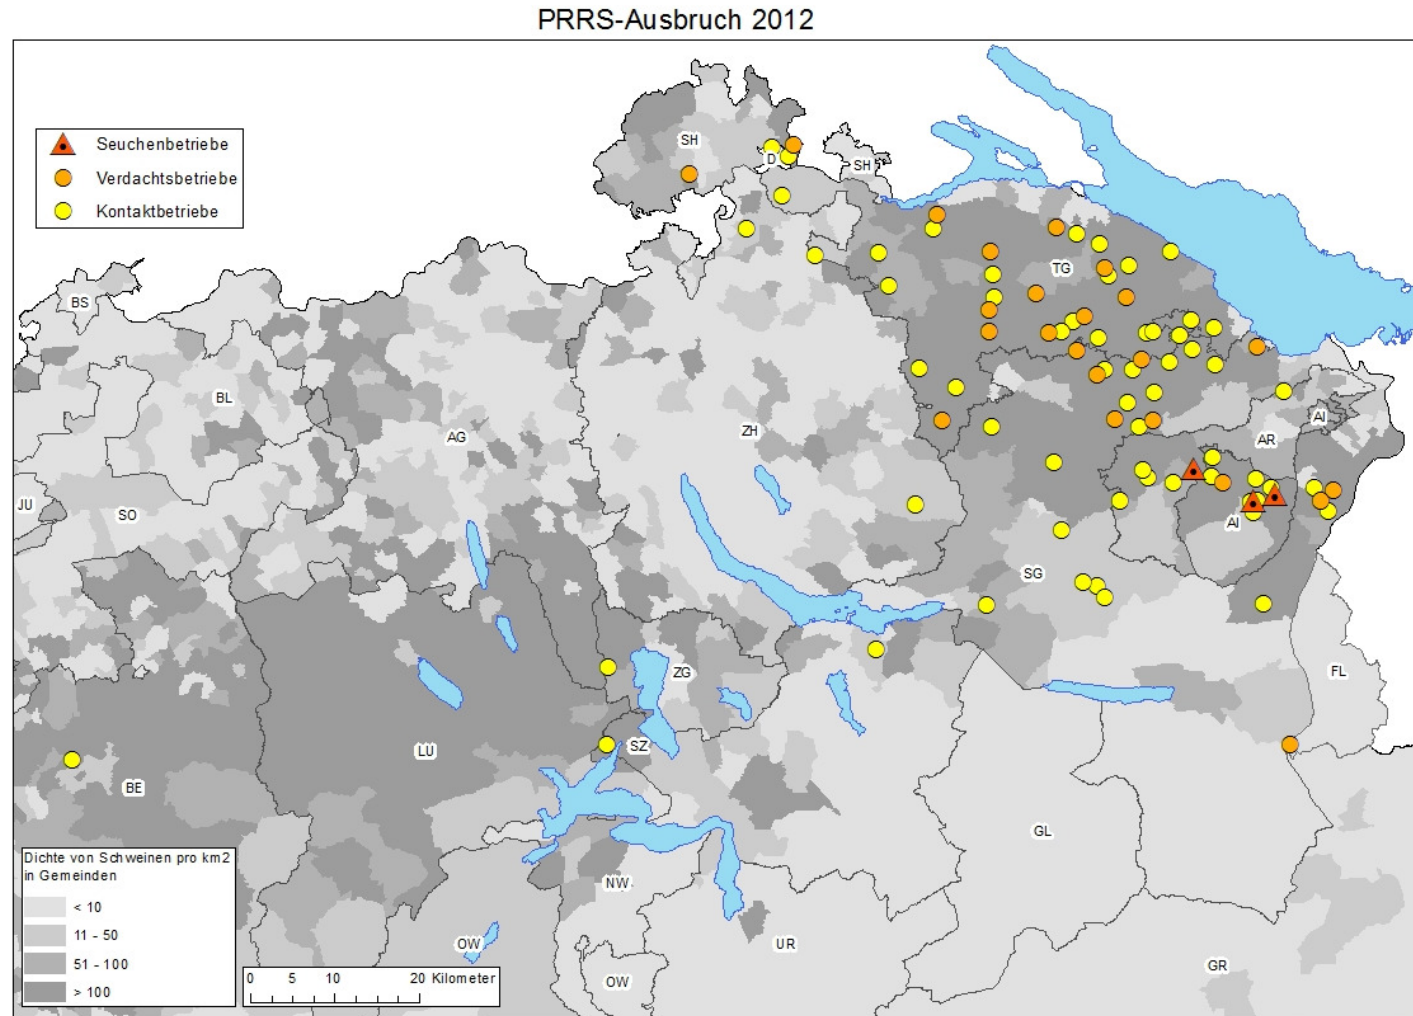 PRRS-Ausbruch 2012
Seuchenbetriebe
Verdachtsbetriebe
Kontaktbetriebe
SH
D
SH
TG
BS
BL
AG
ZH
AR
AI
JU
SO
AI
SG
ZG
FL
LU
SZ
BE
GL
NW
OW
UR
OW
GR
Dichte von Schweinen pro km2
in Gemeinden
< 10
11 - 50
51 - 100
> 100
0 5 10 20 Kilometer